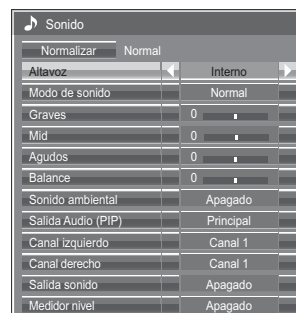 Sonido
Normalizar Normal
Altavoz Interno
Modo de sonido Normal
Graves 0
Mid 0
Agudos 0
Balance 0
Sonido ambiental Apagado
Salida Audio (PIP) Principal
Canal izquierdo Canal 1
Canal derecho Canal 1
Salida sonido Apagado
Medidor nivel Apagado